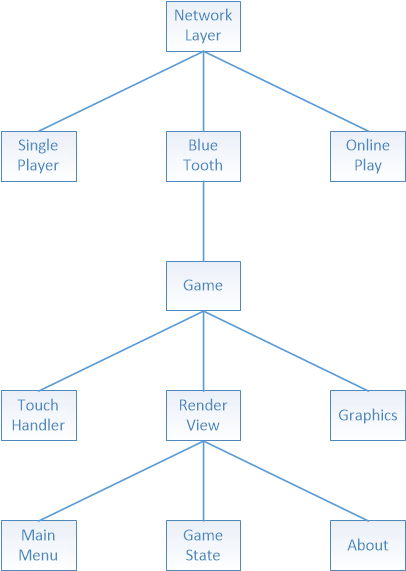 Network
Layer
Single
Player
Blue
Tooth
Online
Play
Game
Touch
Handler
Render
View
Graphics
Main
Menu
Game
State
About